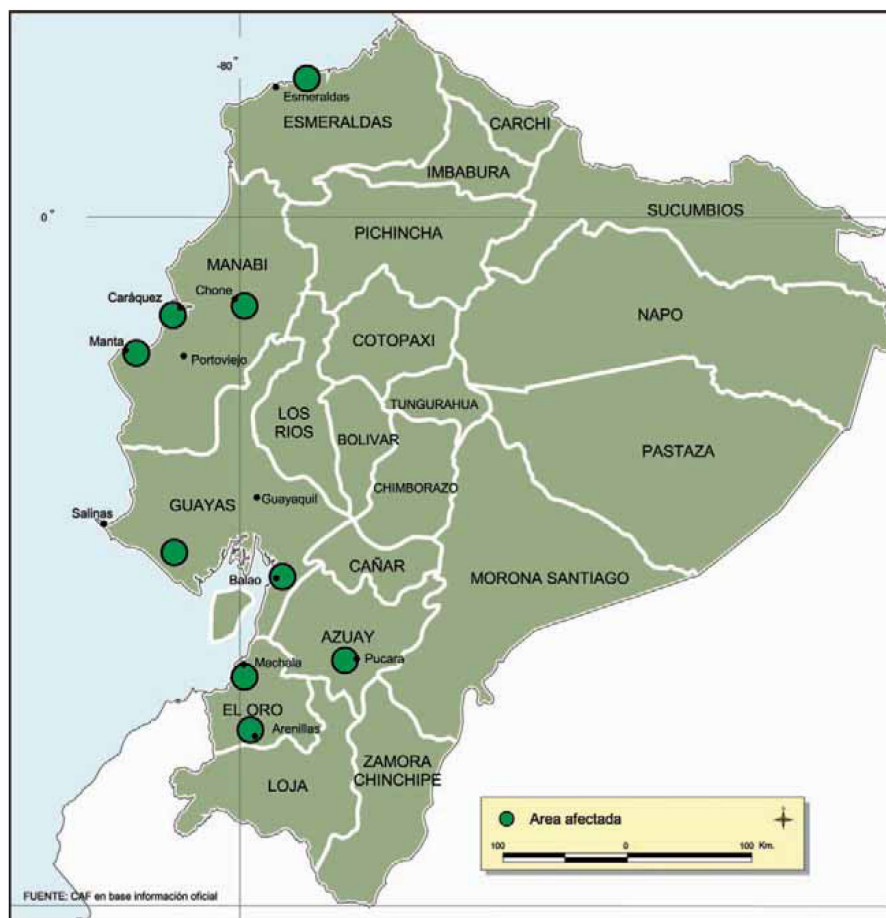 -80°
Esmeraldas
ESMERALDAS
CARCHI
IMBABURA
SUCUMBIOS
0°
PICHINCHA
MANABI
Chone
Caráquez
NAPO
Manta
COTOPAXI
Portoviejo
TUNGURAHUA
LOS
RIOS
BOLIVAR
PASTAZA
CHIMBORAZO
GUAYAS
Guayaquil
Salinas
CAÑAR
Balao
MORONA SANTIAGO
AZUAY
Machala
Pucara
EL ORO
Arenillas
ZAMORA
CHINCHIPE
LOJA
Area afectada
100 0 100 Km.
FUENTE: CAF en base información oficial